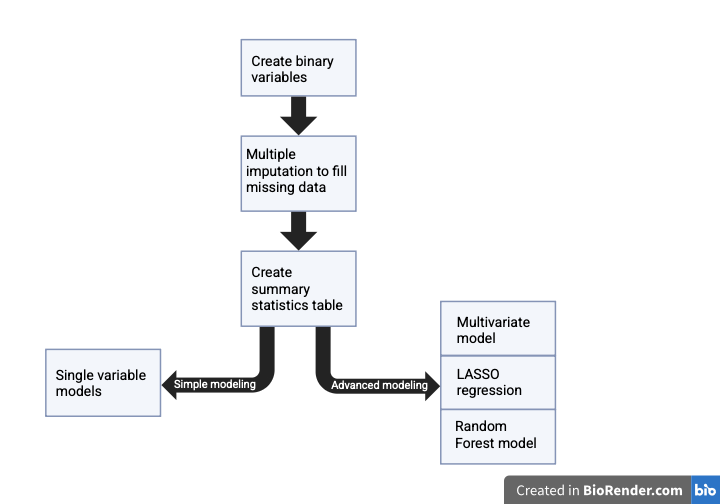 Create binary
variables
Multiple
imputation to fill
missing data
Create
summary
statistics table
Simple modeling
Advanced modeling
Single variable
models
Multivariate
model
LASSO
regression
Random
Forest model
Created in BioRender.com bio